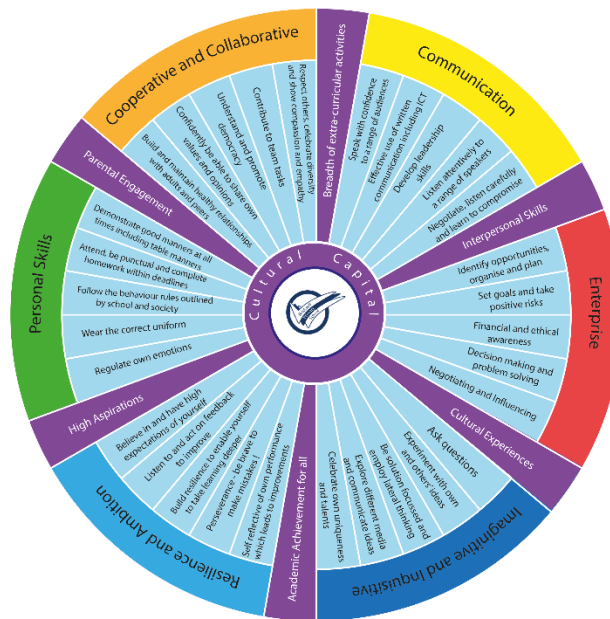 Cultural Capital
Breadth of extra-curricular activities
Communication
Speak with confidence
to a range of audiences
Effective use of written
communication including ICT
Develop leadership
skills
Listen attentively to
a range of speakers
Negotiate, listen carefully
and learn to compromise
Interpersonal Skills
Enterprise
Identify opportunities,
organise and plan
Set goals and take
positive risks
Financial and ethical
awareness
Decision making and
problem solving
Negotiating and Influencing
Cultural Experiences
Imaginitive and Inquisitive
Ask questions
Experiment with own
and others' ideas
Be solution focussed and
employ literal thinking
Explore different media
and communicate ideas
Celebrate own uniqueness
and talents
Academic Achievement for all
Resilience and Ambition
Self reflective of own performance
which leads to improvements
Perseverance - be brave to
make mistakes !
Build resilience to enable yourself
to take learning deeper
Listen to and act on feedback
to improve
Believe in and have high
expectations of yourself
High Aspirations
Personal Skills
Regulate own emotions
Wear the correct uniform
Follow the behaviour rules outlined
by school and society
Attend, be punctual and complete
homework within deadlines
Demonstrate good manners at all
times including table manners
Parental Engagement
Cooperative and Collaborative
Build and maintain healthy relationships
with adults and peers
Confidently be able to share own
values and opinions
Understand and promote
democracy
Contribute to team tasks
Respect others, celebrate diversity
and show compassion and empathy